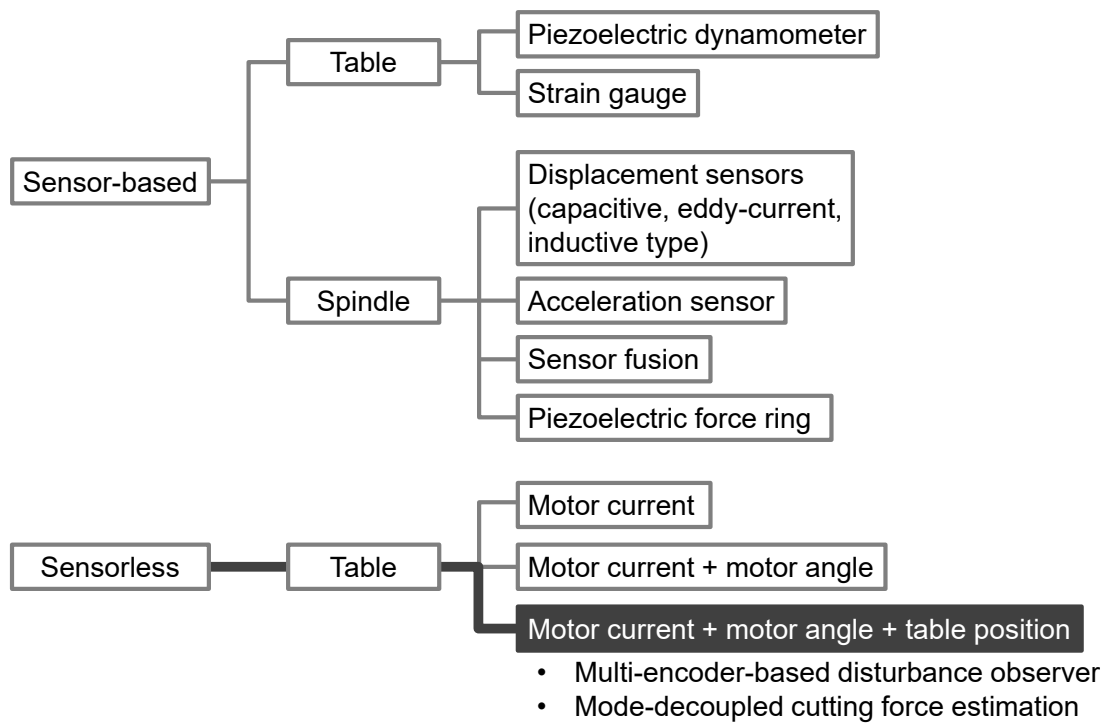 Piezoelectric dynamometer
Table
Strain gauge
Sensor-based
Displacement sensors
(capacitive, eddy-current,
inductive type)
Spindle
Acceleration sensor
Sensor fusion
Piezoelectric force ring
Motor current
Sensorless
Table
Motor current + motor angle
Motor current + motor angle + table position
• Multi-encoder-based disturbance observer
• Mode-decoupled cutting force estimation